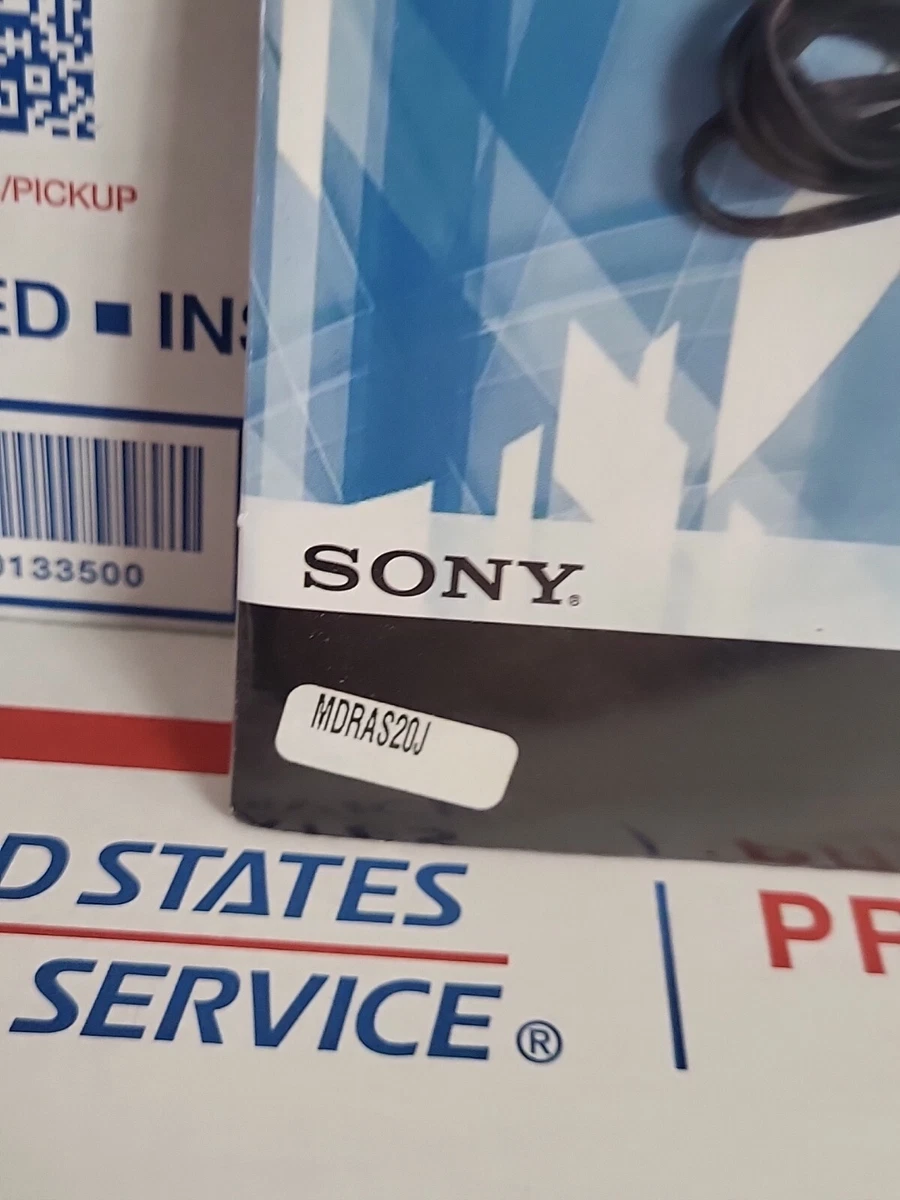 /PICKUP
ED ■ INS
0133500
SONY®
MDRAS20J
D STATES
SERVICE®
PR